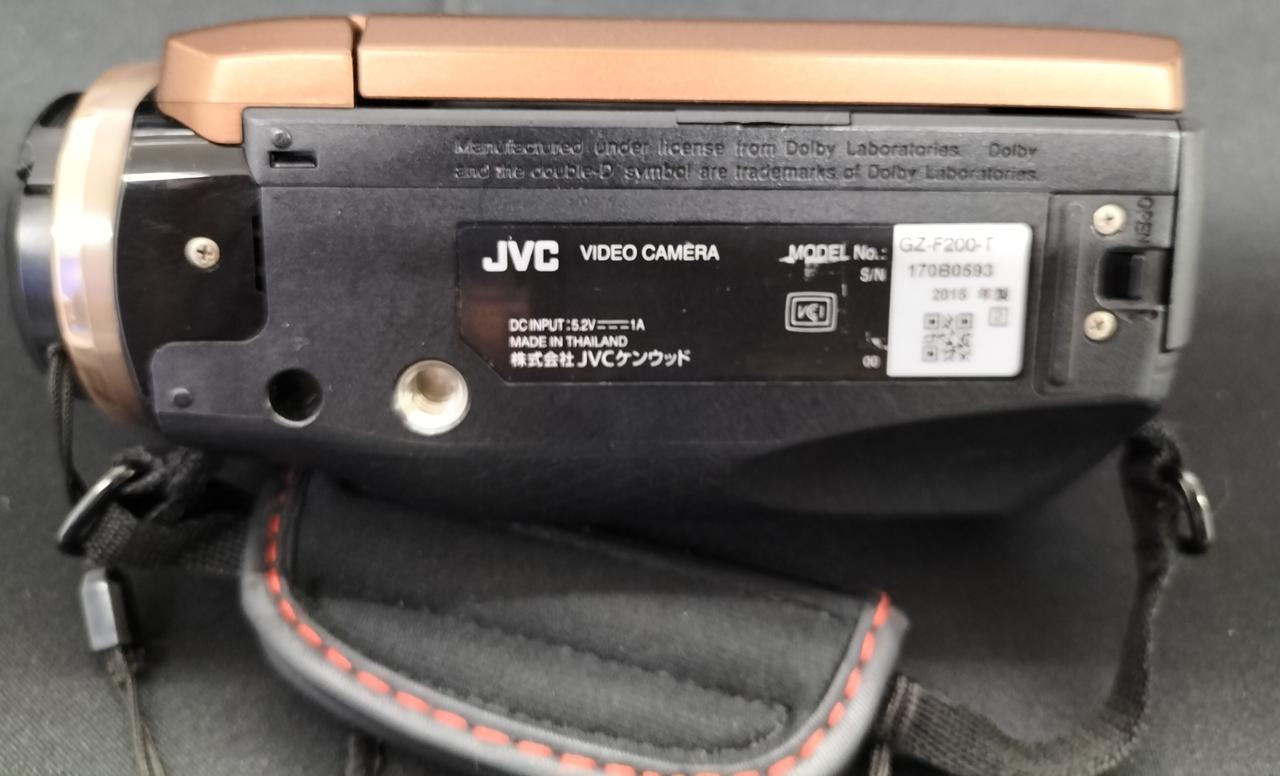 Manufactured under license from Dolby Laboratories. Dolby
and the double-D symbol are trademarks of Dolby Laboratories.
OPEN
JVC VIDEO CAMERA MODEL No.: GZ-F200-T
S/N 170B0593
2015 年製
VCCI
DC INPUT : 5.2V 1A
MADE IN THAILAND
株式会社 JVCケンウッド
00